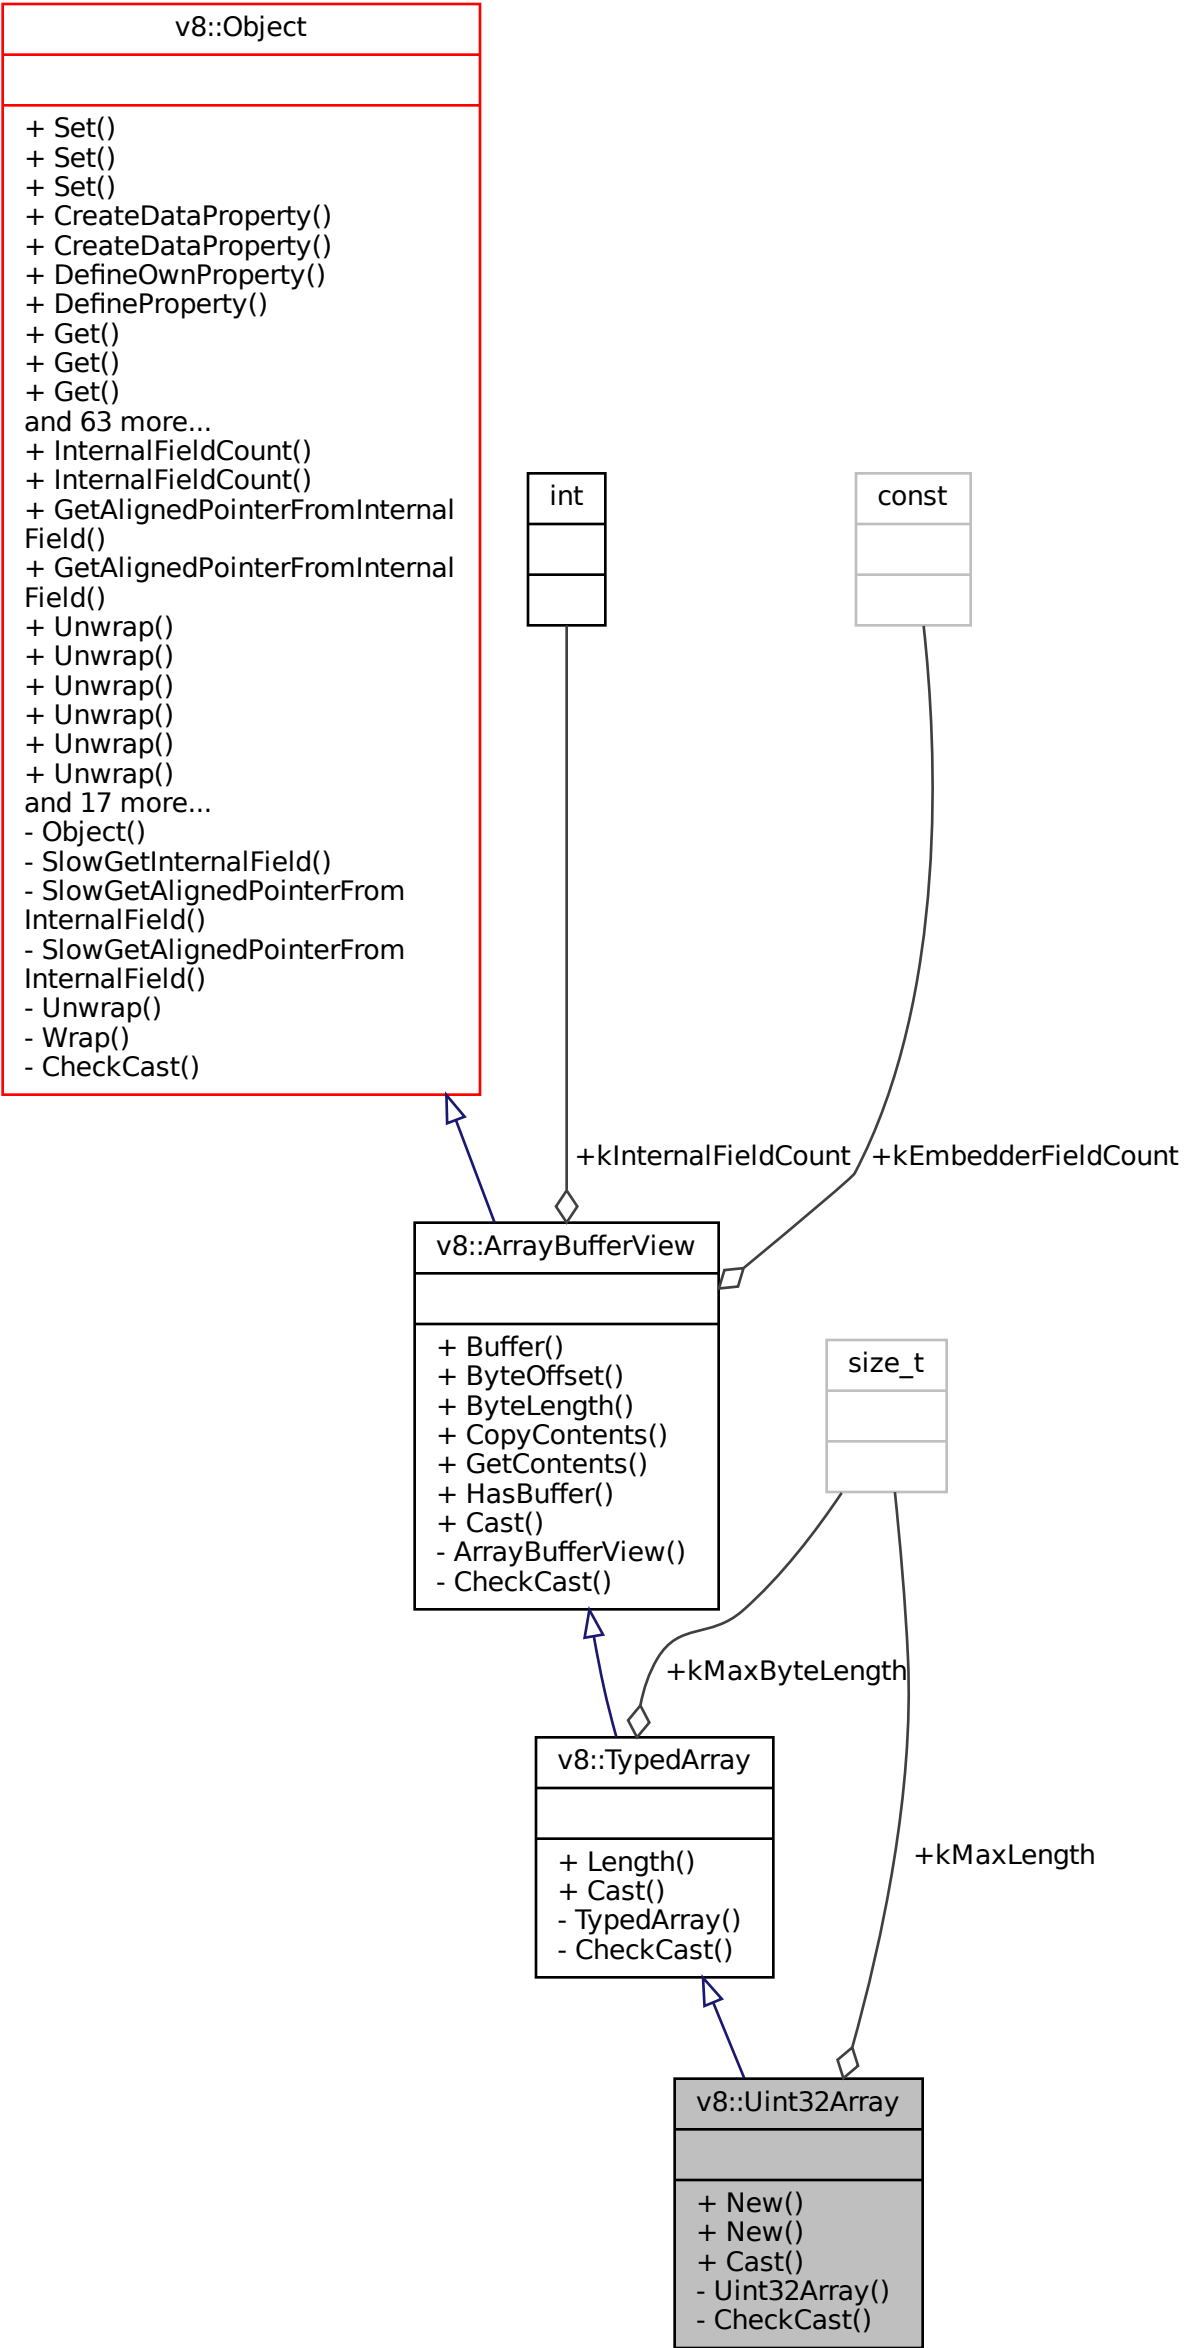 v8::Object
+ Set()
+ Set()
+ Set()
+ CreateDataProperty()
+ CreateDataProperty()
+ DefineOwnProperty()
+ DefineProperty()
+ Get()
+ Get()
+ Get()
and 63 more...
+ InternalFieldCount()
+ InternalFieldCount()
+ GetAlignedPointerFromInternal
Field()
+ GetAlignedPointerFromInternal
Field()
+ Unwrap()
+ Unwrap()
+ Unwrap()
+ Unwrap()
+ Unwrap()
+ Unwrap()
and 17 more...
- Object()
- SlowGetInternalField()
- SlowGetAlignedPointerFrom
InternalField()
- SlowGetAlignedPointerFrom
InternalField()
- Unwrap()
- Wrap()
- CheckCast()
int
const
+kInternalFieldCount
+kEmbedderFieldCount
v8::ArrayBufferView
+ Buffer()
+ ByteOffset()
+ ByteLength()
+ CopyContents()
+ GetContents()
+ HasBuffer()
+ Cast()
- ArrayBufferView()
- CheckCast()
size_t
+kMaxByteLength
v8::TypedArray
+ Length()
+ Cast()
- TypedArray()
- CheckCast()
+kMaxLength
v8::Uint32Array
+ New()
+ New()
+ Cast()
- Uint32Array()
- CheckCast()